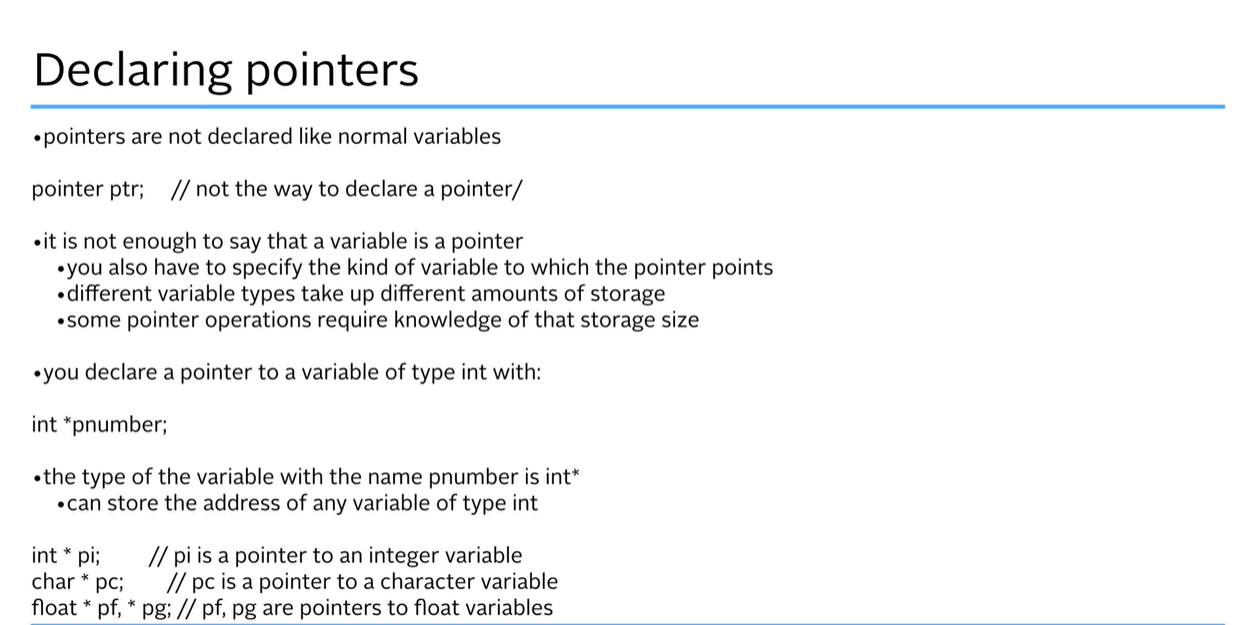 Declaring pointers
•pointers are not declared like normal variables
pointer ptr; // not the way to declare a pointer/
•it is not enough to say that a variable is a pointer
•you also have to specify the kind of variable to which the pointer points
•different variable types take up different amounts of storage
•some pointer operations require knowledge of that storage size
•you declare a pointer to a variable of type int with:
int *pnumber;
•the type of the variable with the name pnumber is int*
•can store the address of any variable of type int
int * pi; // pi is a pointer to an integer variable
char * pc; // pc is a pointer to a character variable
float * pf, * pg; // pf, pg are pointers to float variables